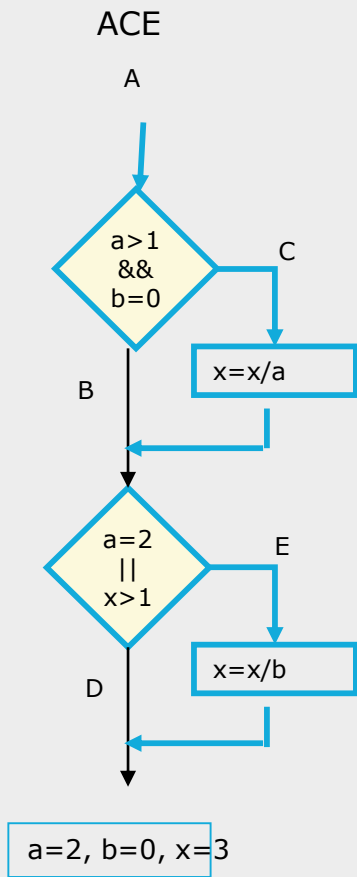 ACE
A
a>1
&&
b=0
C
x=x/a
B
a=2
||
x>1
E
x=x/b
D
a=2, b=0, x=3